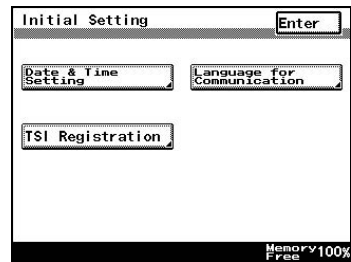 Initial Setting
Enter
Date & Time
Setting
Language for
Communication
TSI Registration
Memory
Free 100%